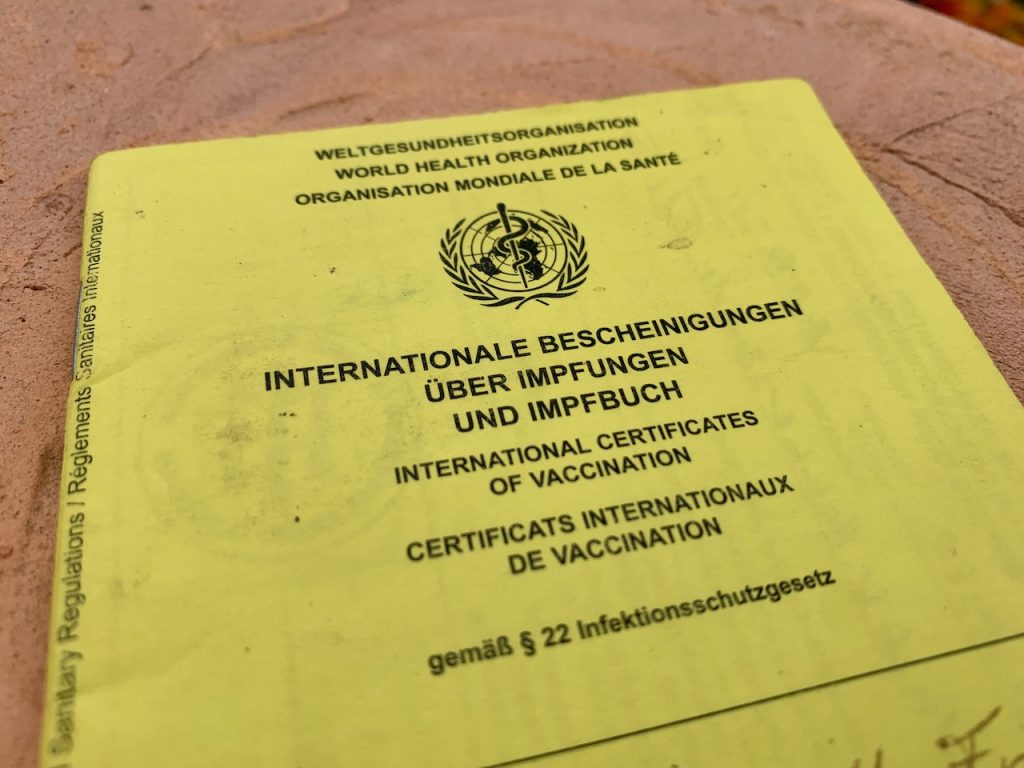 WELTGESUNDHEITSORGANISATION
WORLD HEALTH ORGANIZATION
ORGANISATION MONDIALE DE LA SANTÉ
INTERNATIONALE BESCHEINIGUNGEN
ÜBER IMPFUNGEN
UND IMPFBUCH
INTERNATIONAL CERTIFICATES
OF VACCINATION
CERTIFICATS INTERNATIONAUX
DE VACCINATION
gemäß § 22 Infektionsschutzgesetz
Sanitary Regulations / Réglements Sanitaires Internationaux